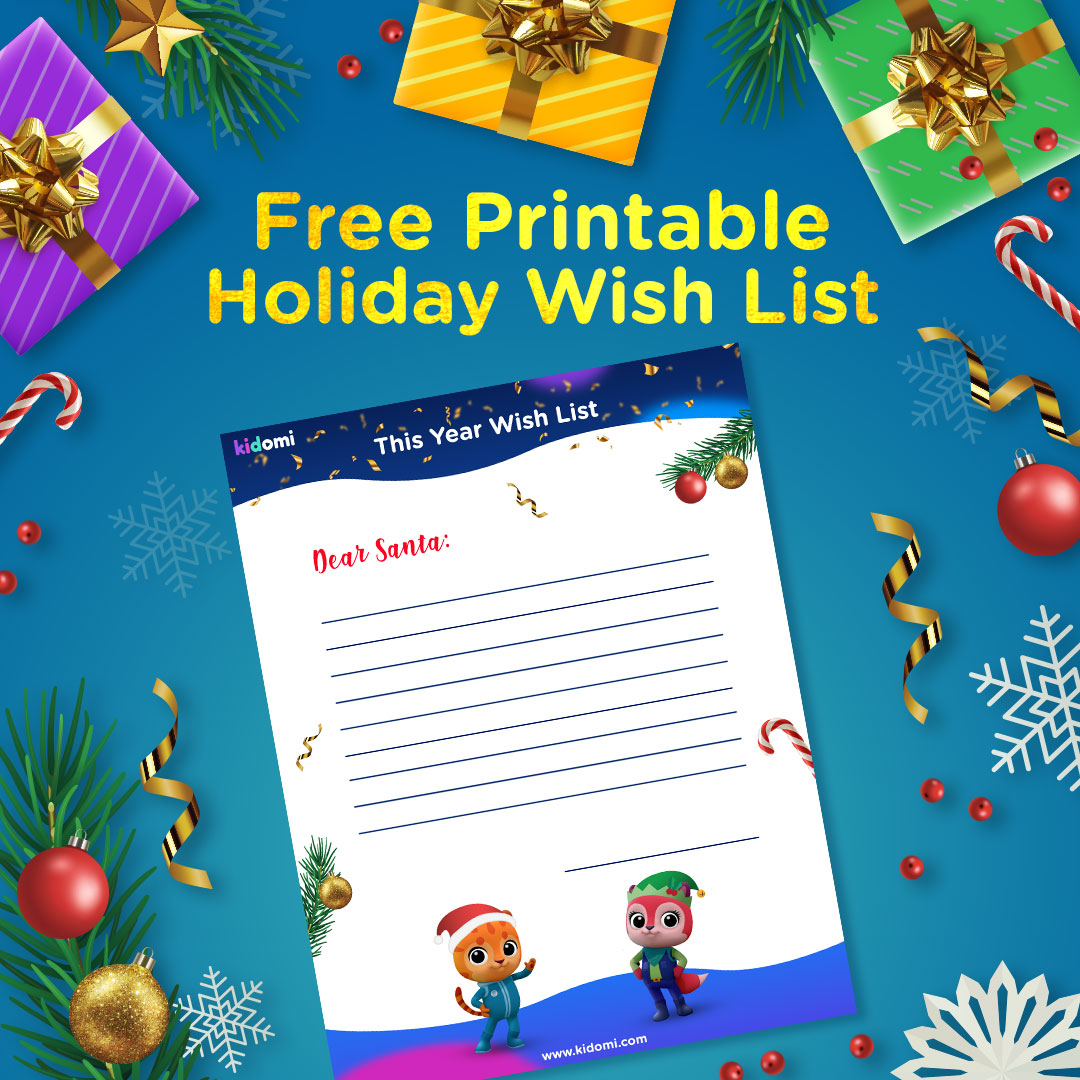 Free Printable
Holiday Wish List
kidomi
This Year Wish List
Dear Santa:
www.kidomi.com